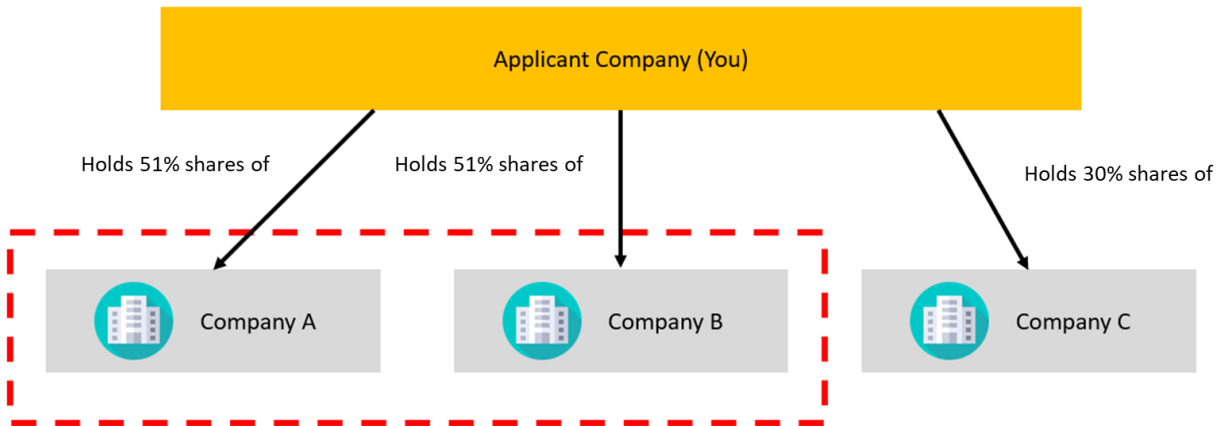 Applicant Company (You)
Holds 51% shares of
Holds 51% shares of
Holds 30% shares of
Company A
Company B
Company C